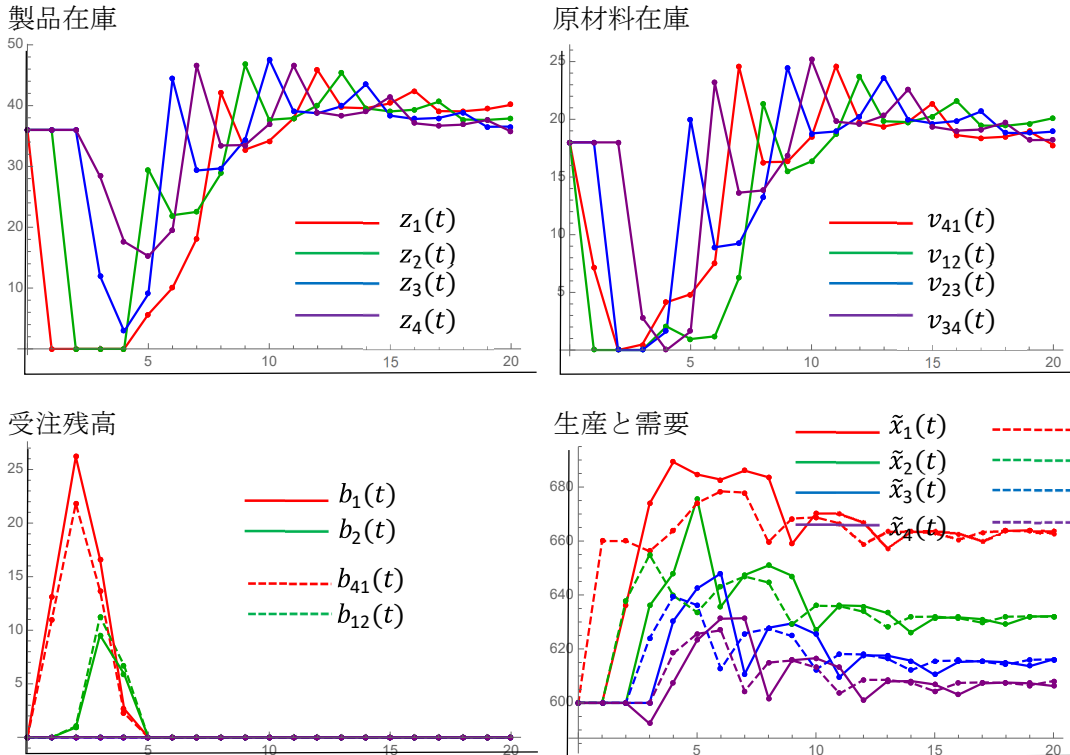 製品在庫
50
40
30
20
10
5
10
15
20
z₁(t)
z₂(t)
z₃(t)
z₄(t)
原材料在庫
25
20
15
10
5
5
10
15
20
v₄₁(t)
v₁₂(t)
v₂₃(t)
v₃₄(t)
受注残高
25
20
15
10
5
5
10
15
20
b₁(t)
b₂(t)
b₄₁(t)
b₁₂(t)
生産と需要
680
660
640
620
600
5
10
15
20
x̃₁(t)
x̃₂(t)
x̃₃(t)
x̃₄(t)